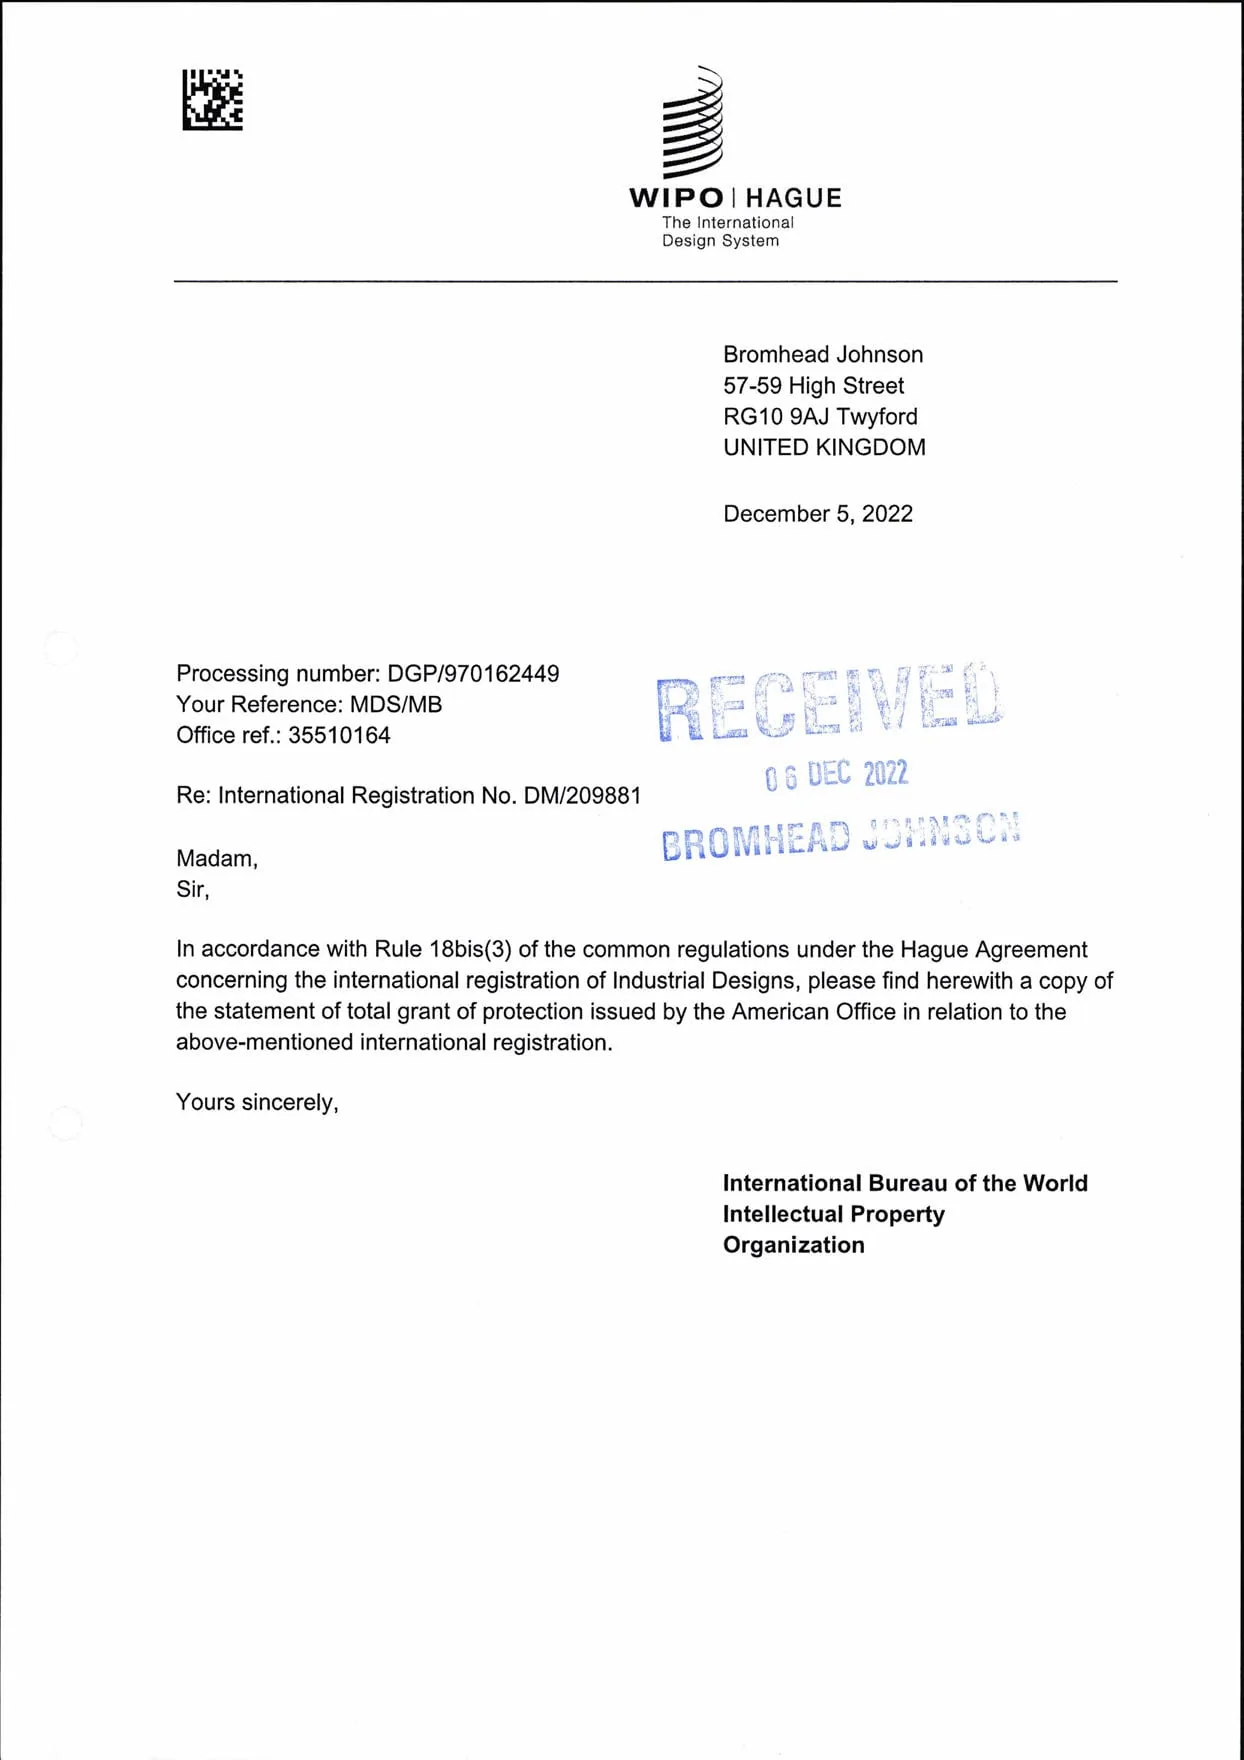 WIPO | HAGUE
The International
Design System
Bromhead Johnson
57-59 High Street
RG10 9AJ Twyford
UNITED KINGDOM
December 5, 2022
Processing number: DGP/970162449
Your Reference: MDS/MB
Office ref.: 35510164
RECEIVED
06 DEC 2022
BROMHEAD JOHNSON
Re: International Registration No. DM/209881
Madam,
Sir,
In accordance with Rule 18bis(3) of the common regulations under the Hague Agreement
concerning the international registration of Industrial Designs, please find herewith a copy of
the statement of total grant of protection issued by the American Office in relation to the
above-mentioned international registration.
Yours sincerely,
International Bureau of the World
Intellectual Property
Organization